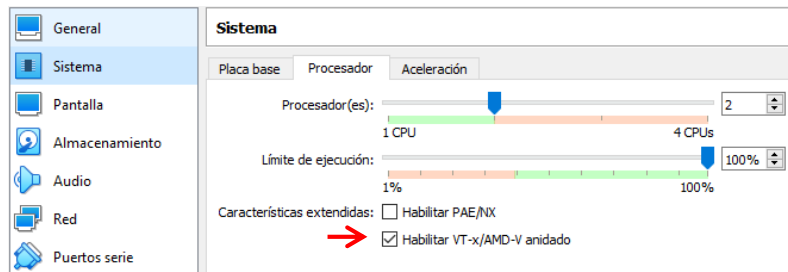 General
Sistema
Pantalla
Almacenamiento
Audio
Red
Puertos serie
Sistema
Placa base Procesador Aceleración
Procesador(es): 2
1 CPU 4 CPUs
Límite de ejecución: 100%
1% 100%
Características extendidas: Habilitar PAE/NX
Habilitar VT-x/AMD-V anidado